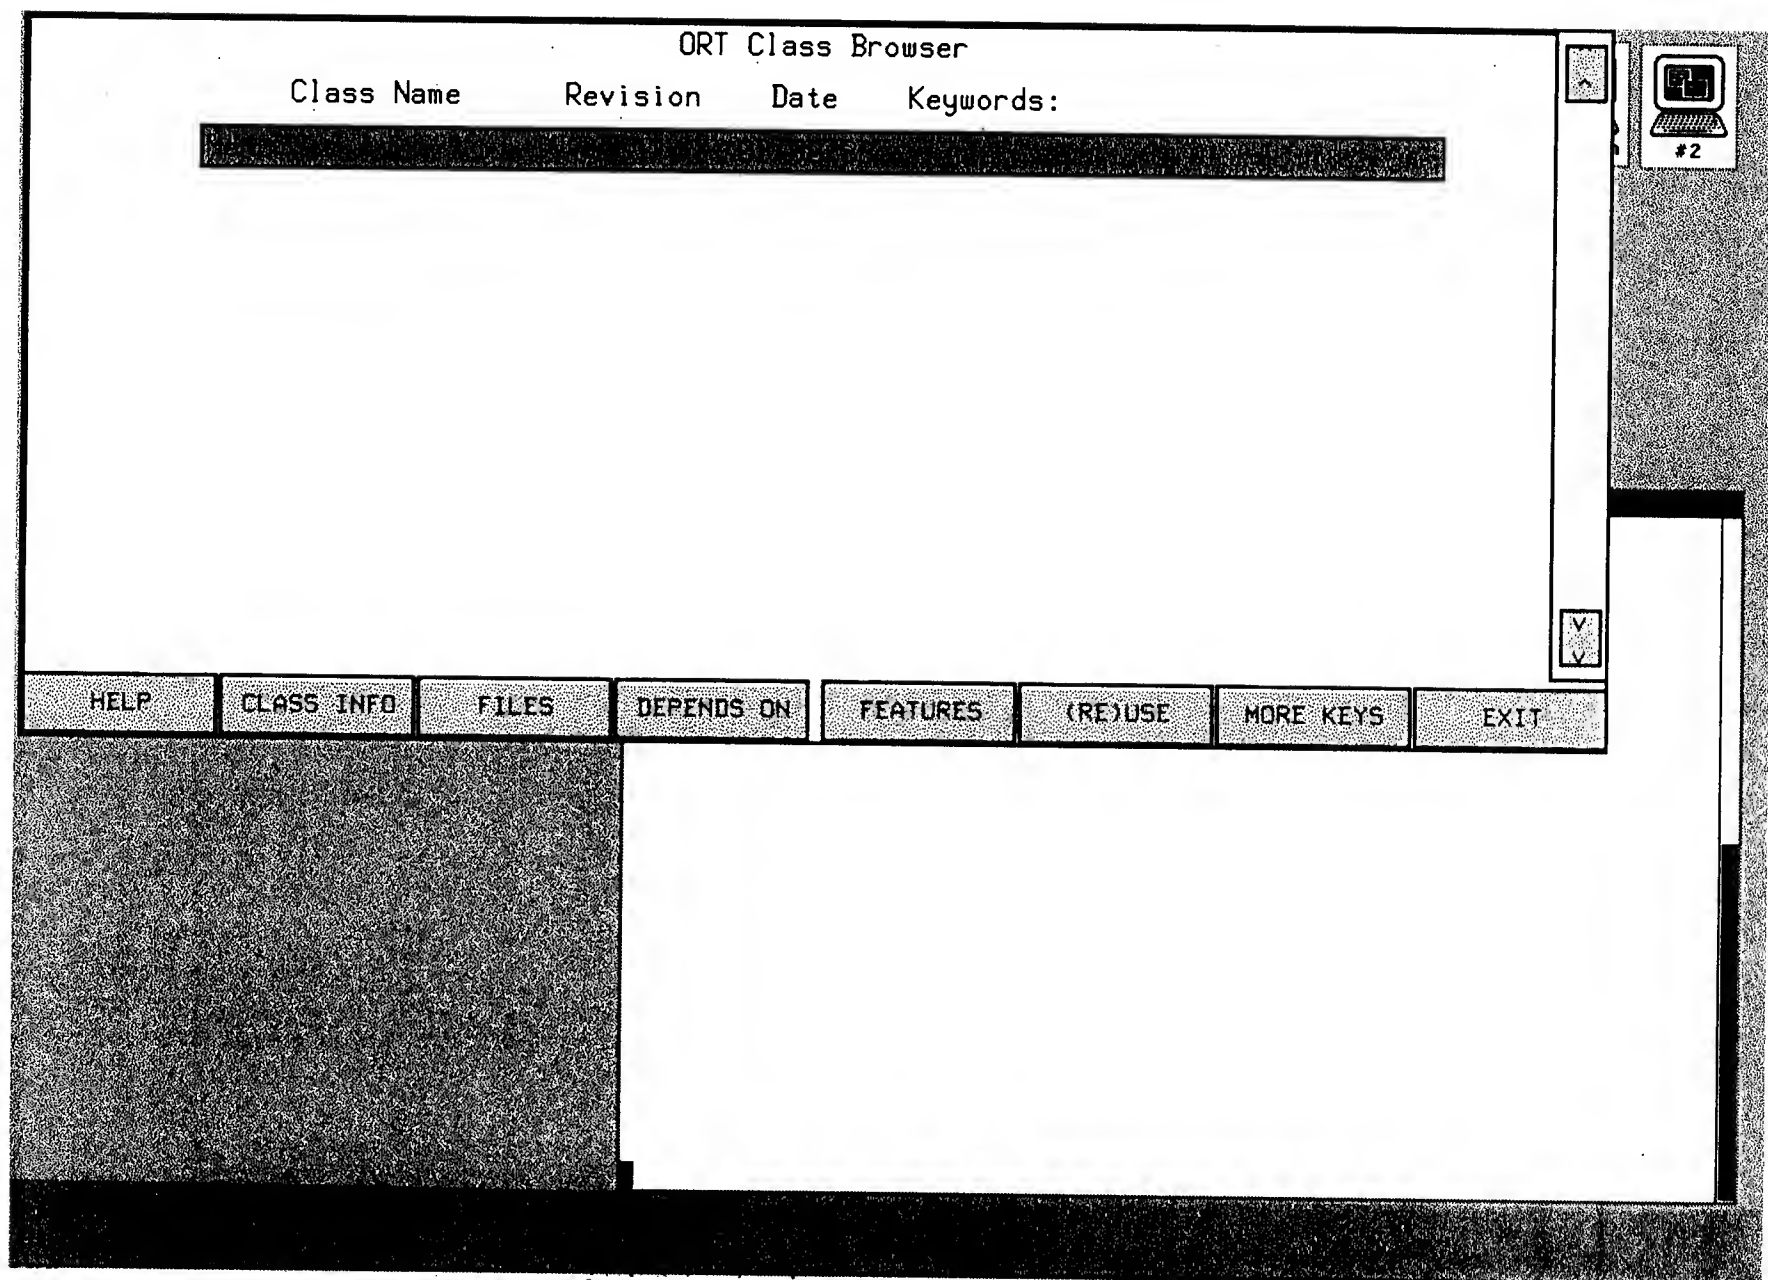 ORT Class Browser
Class Name Revision Date Keywords:
#2
HELP CLASS INFO FILES DEPENDS ON FEATURES (RE)USE MORE KEYS EXIT